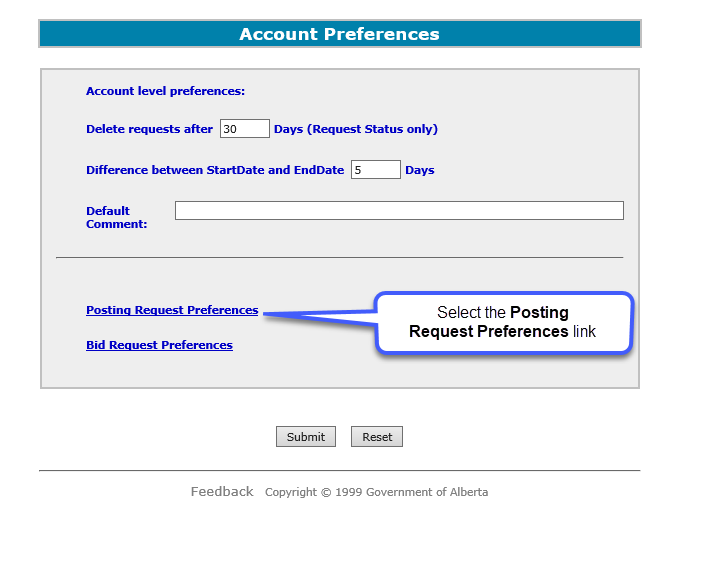 Account Preferences
Account level preferences:
Delete requests after 30 Days (Request Status only)
Difference between StartDate and EndDate 5 Days
Default
Comment:
Posting Request Preferences
Select the Posting
Request Preferences link
Bid Request Preferences
Submit Reset
Feedback Copyright © 1999 Government of Alberta